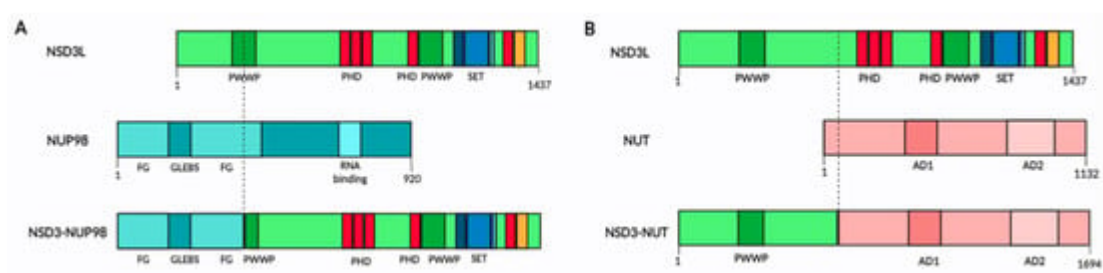 A
NSD3L
PWWP PHD PHD PWWP SET
1 1437
NUP98
FG GLEBS FG RNA binding
1 920
NSD3-NUP98
FG GLEBS FG PWWP PHD PHD PWWP SET
B
NSD3L
PWWP PHD PHD PWWP SET
1 1437
NUT
1 AD1 AD2 1132
NSD3-NUT
1 PWWP AD1 AD2 1694